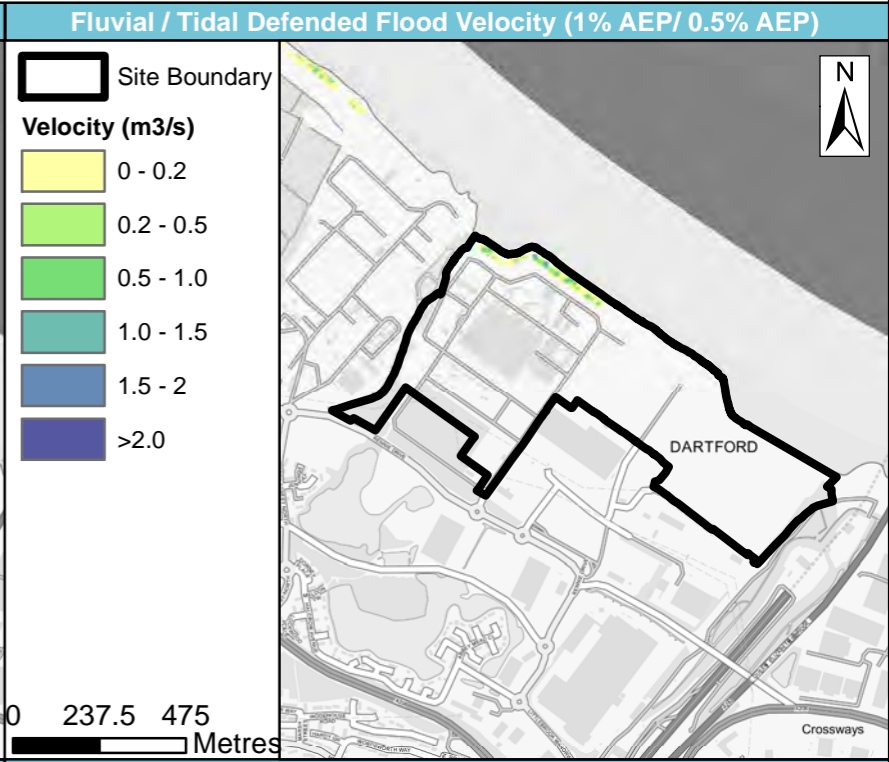 Fluvial / Tidal Defended Flood Velocity (1% AEP/ 0.5% AEP)
Site Boundary
Velocity (m3/s)
0 - 0.2
0.2 - 0.5
0.5 - 1.0
1.0 - 1.5
1.5 - 2
>2.0
0 237.5 475
Metres
N
DARTFORD
Crossways